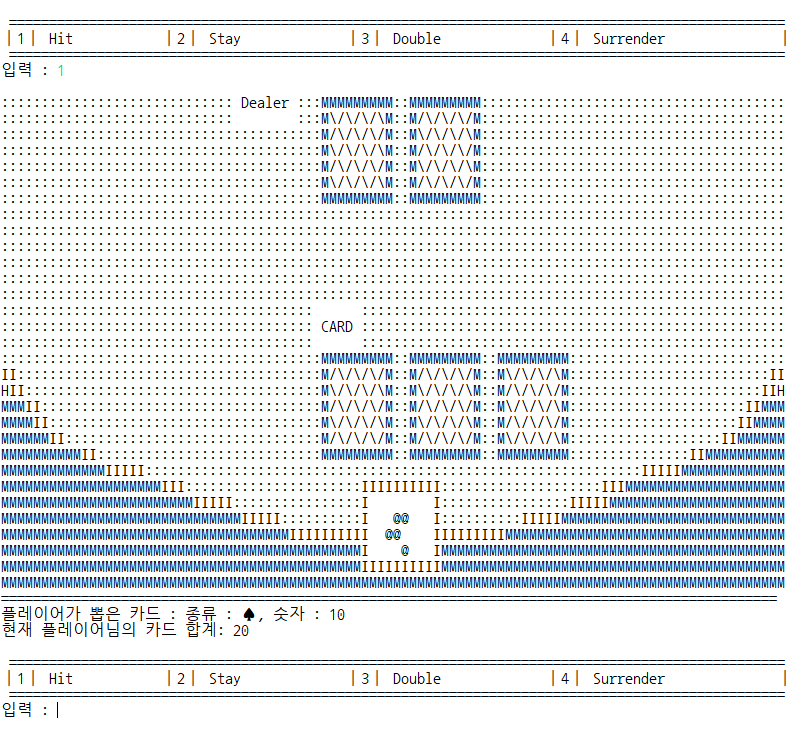 |1| Hit |2| Stay |3| Double |4| Surrender |
입력 : 1
Dealer
CARD
플레이어가 뽑은 카드 : 종류 : ♠, 숫자 : 10
현재 플레이어님의 카드 합계: 20
|1| Hit |2| Stay |3| Double |4| Surrender |
입력 :